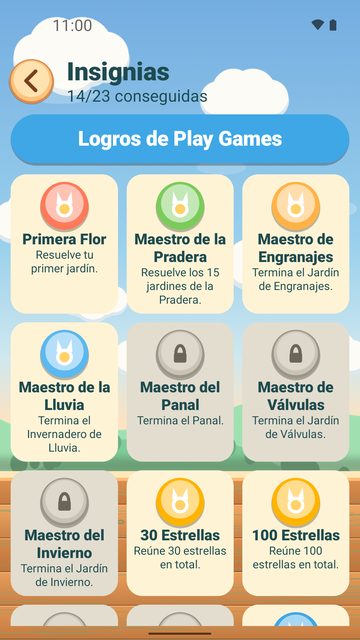 11:00
Insignias
14/23 conseguidas
Logros de Play Games
Primera Flor
Resuelve tu
primer jardín.
Maestro de la
Pradera
Resuelve los 15
jardines de la
Pradera.
Maestro de
Engranajes
Termina el Jardín
de Engranajes.
Maestro de la
Lluvia
Termina el
Invernadero de
Lluvia.
Maestro del
Panal
Termina el Panal.
Maestro de
Válvulas
Termina el Jardín
de Válvulas.
Maestro del
Invierno
Termina el Jardín
de Invierno.
30 Estrellas
Reúne 30 estrellas
en total.
100 Estrellas
Reúne 100
estrellas en total.